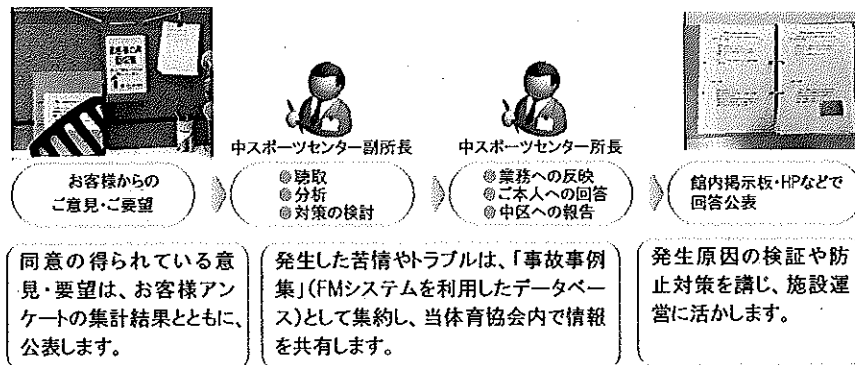 中スポーツセンター副所長
中スポーツセンター所長
お客様からの
ご意見・ご要望
聴取
分析
対策の検討
業務への反映
ご本人への回答
中区への報告
館内掲示板・HPなどで
回答公表
同意の得られている意
見・要望は、お客様アン
ケートの集計結果とともに、
公表します。
発生した苦情やトラブルは、「事故事例
集」(FMシステムを利用したデータベー
ス)として集約し、当体育協会内で情報
を共有します。
発生原因の検証や防
止対策を講じ、施設運
営に活かします。